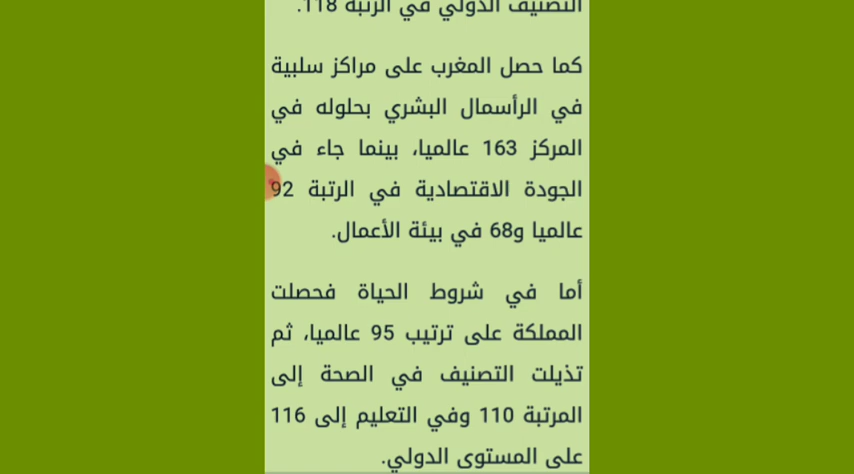 التصنيف الدولي في الرتبة 118.
كما حصل المغرب على مراكز سلبية
في الرأسمال البشري بحلوله في
المركز 163 عالميا، بينما جاء في
الجودة الاقتصادية في الرتبة 92
عالميا و68 في بيئة الأعمال.
أما في شروط الحياة فحصلت
المملكة على ترتيب 95 عالميا، ثم
تذيلت التصنيف في الصحة إلى
المرتبة 110 وفي التعليم إلى 116
على المستوى الدولي.